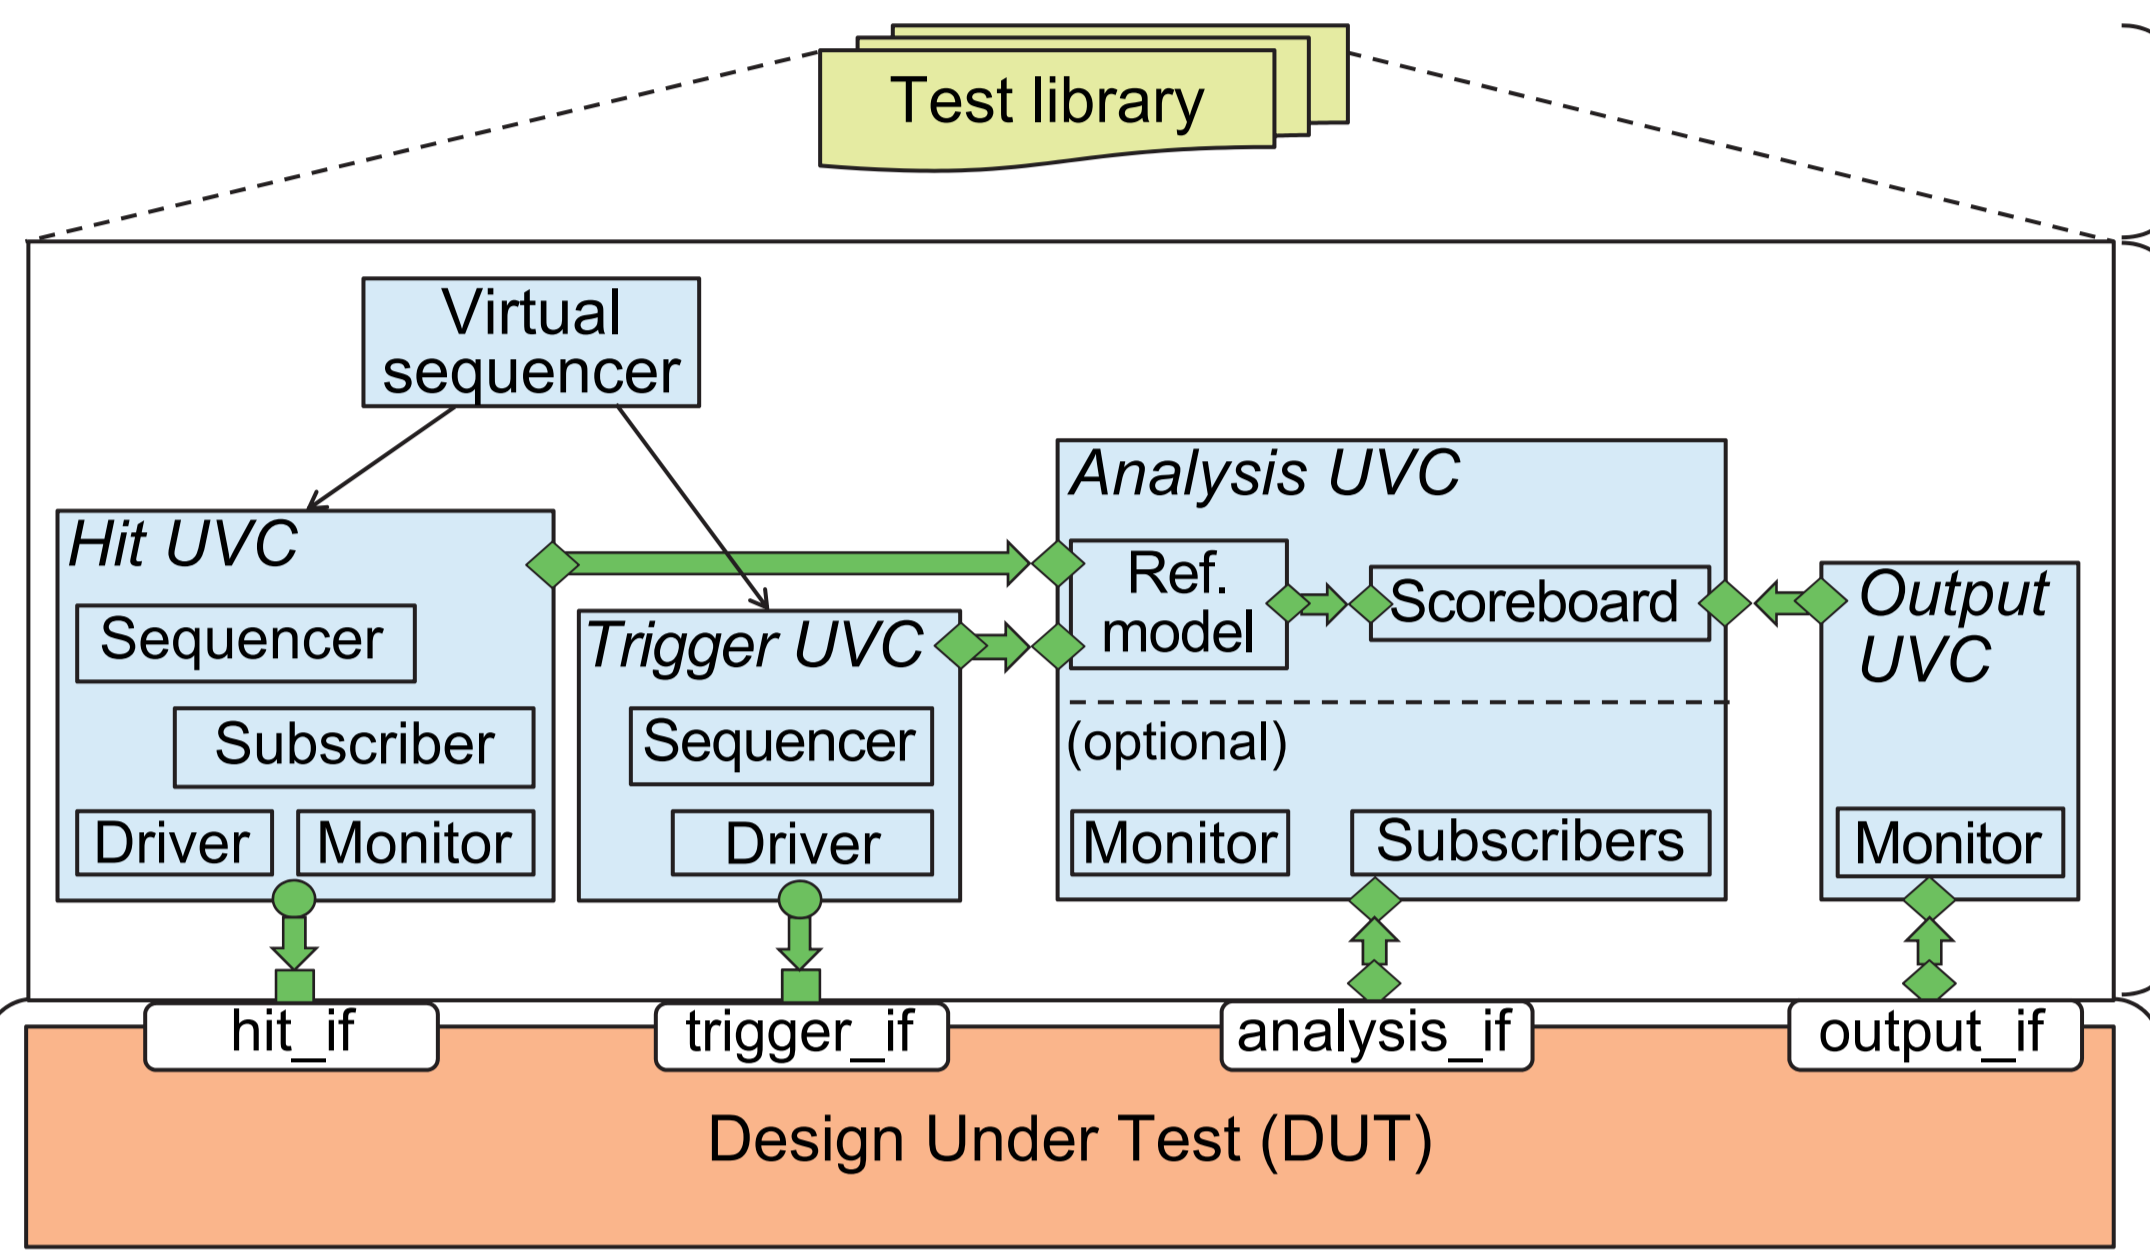 Test library
Virtual
sequencer
Hit UVC
Sequencer
Subscriber
Driver
Monitor
Trigger UVC
Sequencer
Driver
Analysis UVC
Ref.
model
Scoreboard
(optional)
Monitor
Subscribers
Output
UVC
Monitor
hit_if
trigger_if
analysis_if
output_if
Design Under Test (DUT)